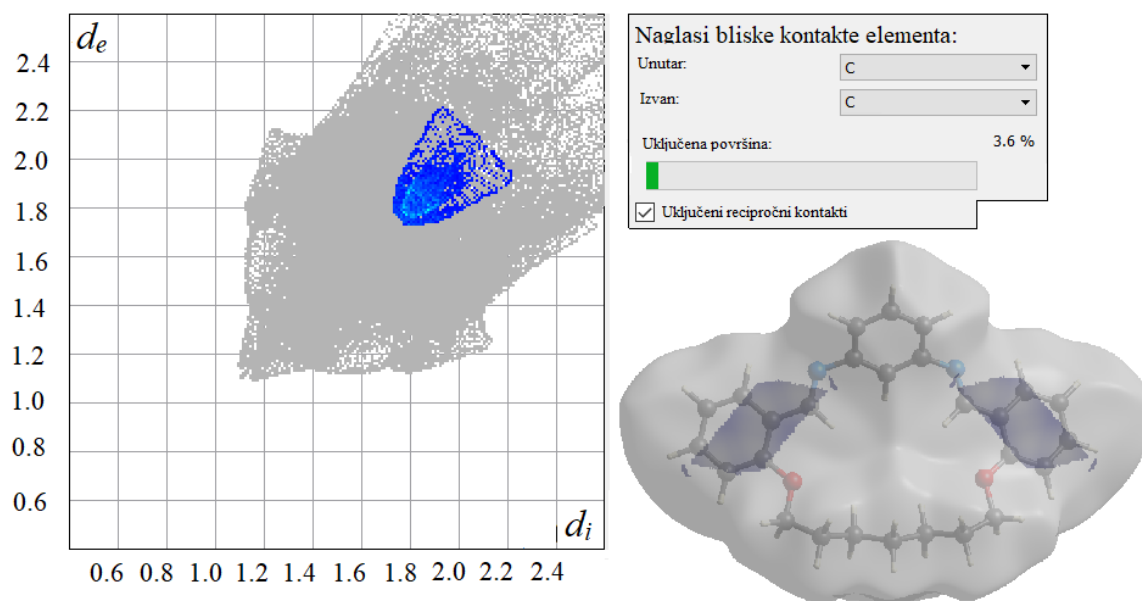 d_e
2.4
2.2
2.0
1.8
1.6
1.4
1.2
1.0
0.8
0.6
d_i
0.6 0.8 1.0 1.2 1.4 1.6 1.8 2.0 2.2 2.4
Naglasi bliske kontakte elementa:
Unutar: C
Izvan: C
Uključena površina: 3.6 %
Uključeni recipročni kontakti